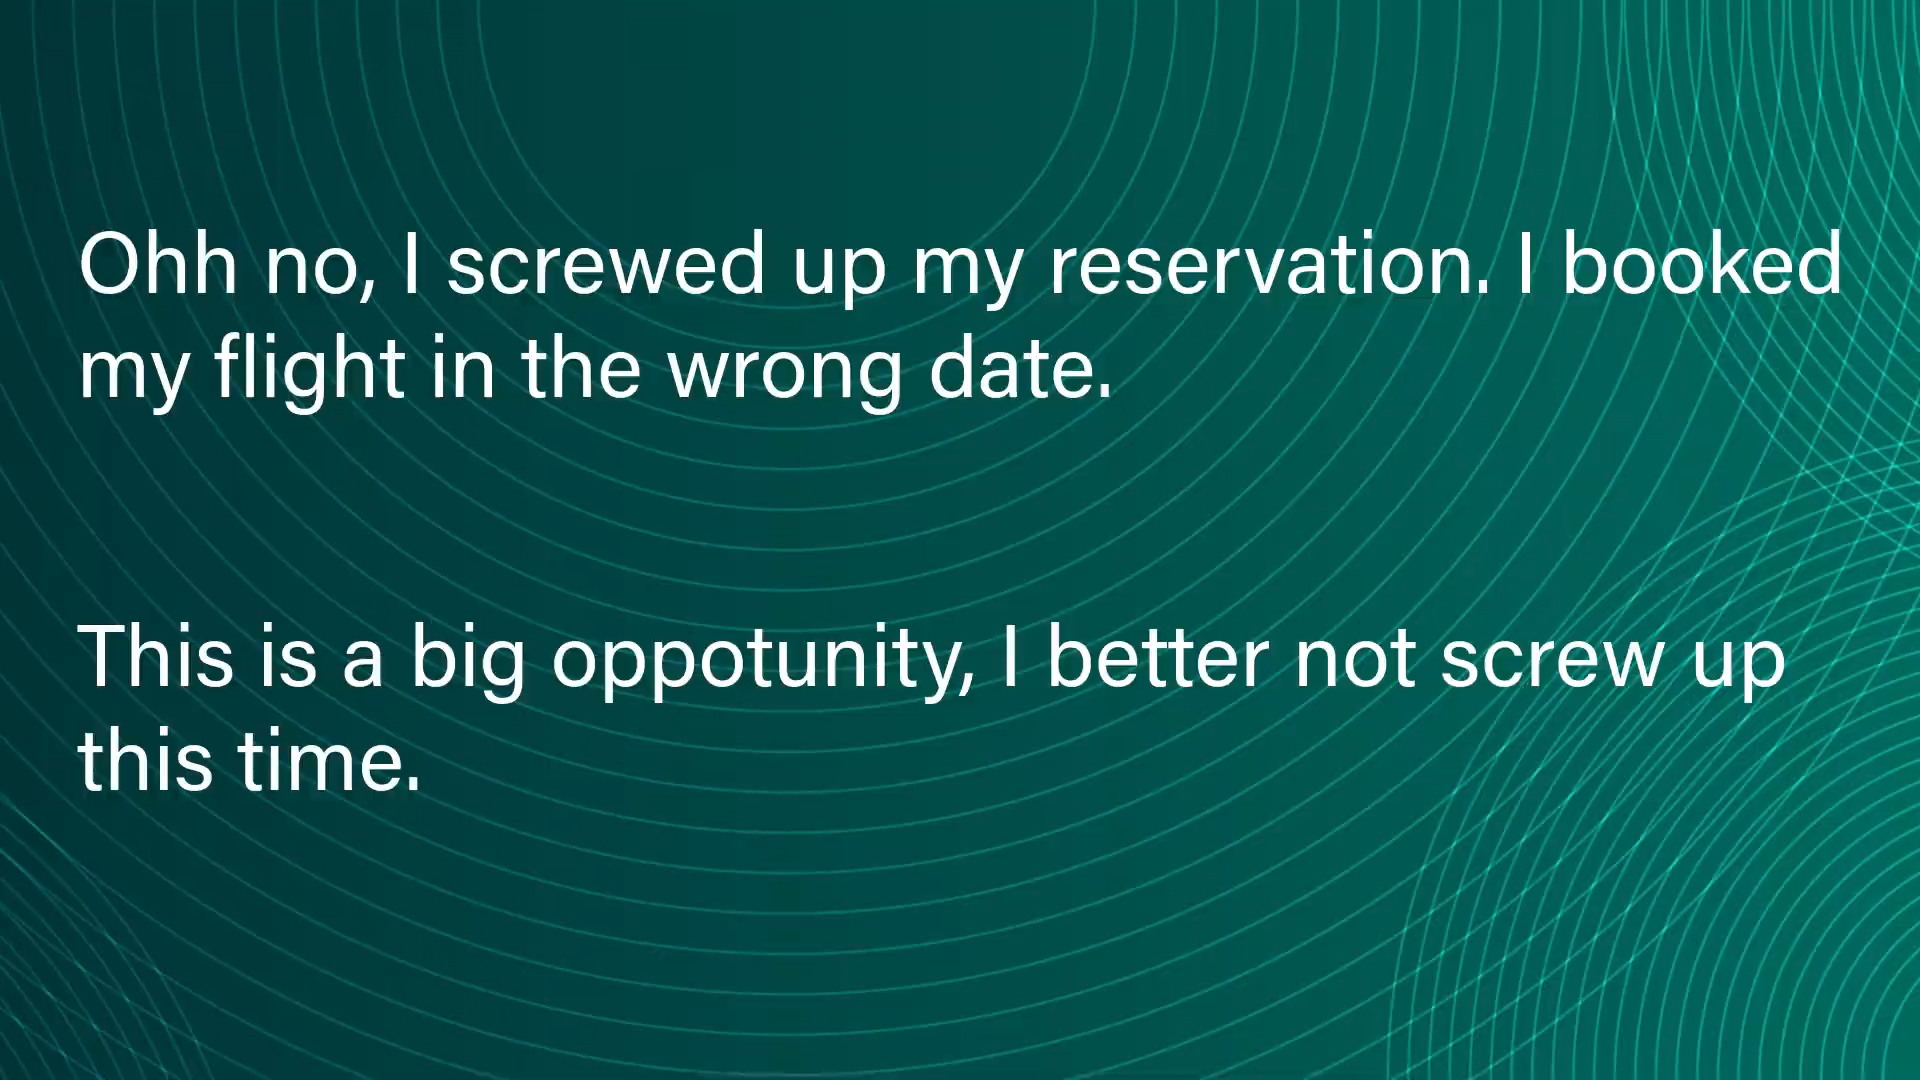 Ohh no, I screwed up my reservation. I booked
my flight in the wrong date.
This is a big oppotunity, I better not screw up
this time.